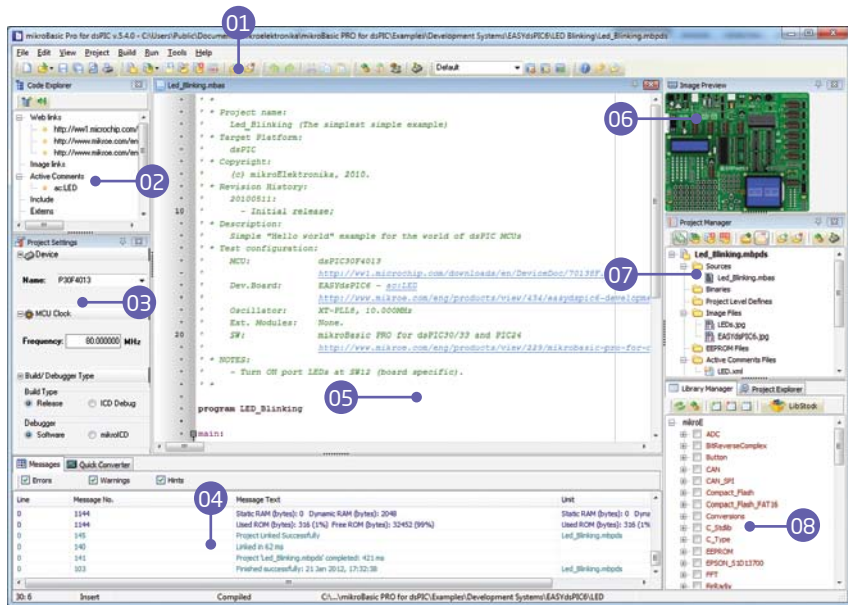 mikroBasic Pro for dsPIC v.5.4.0 - C:\Users\Public\Documents\Mikroelektronika\mikroBasic PRO for dsPIC\Examples\Development Systems\EASYdsPIC6\LED Blinking\Led_Blinking.mbpds
01
File Edit View Project Build Run Tools Help
Default
Code Explorer
Web links
http://ww1.microchip.com/
http://www.mikroe.com/en
http://www.mikroe.com/en
Image links
Active Comments
ac:LED
Include
Externs
02
Project Settings
Device
Name: P30F4013
03
MCU Clock
Frequency: 80.000000 MHz
Build/Debugger Type
Build Type
Release ICD Debug
Debugger
Software mikroICD
Led_Blinking.mbas
* *
* * Project name:
Led_Blinking (The simplest simple example)
* * Target Platform:
dsPIC
* * Copyright:
(c) mikroElektronika, 2010.
* * Revision History:
20100511:
10 - Initial release;
* * Description:
Simple "Hello world" example for the world of dsPIC MCUs
* * Test configuration:
MCU: dsPIC30F4013
http://ww1.microchip.com/downloads/en/DeviceDoc/70138F.
Dev.Board: EASYdsPIC6 - ac:LED
http://www.mikroe.com/eng/products/view/434/easydspic6-developm
Oscillator: XT-PLL8, 10.000MHz
Ext. Modules: None.
20 SW: mikroBasic PRO for dsPIC30/33 and PIC24
http://www.mikroe.com/eng/products/view/229/mikrobasic-pro-for-d
* * NOTES:
- Turn ON port LEDs at SW12 (board specific).
* *
05
program LED_Blinking
main:
Image Preview
06
Project Manager
Led_Blinking.mbpds
Sources
07
Led_Blinking.mbas
Binaries
Project Level Defines
Image Files
LEDs.jpg
EASYdsPIC6.jpg
EEPROM Files
Active Comments Files
LED.xml
Library Manager Project Explorer
LibStock
mikroE
ADC
BitReverseComplex
Button
CAN
CAN_SPI
Compact_Flash
Compact_Flash_FAT16
Conversions
C_Stdlib
08
C_Type
EEPROM
EPSON_S1D13700
FFT
FirRadix
Messages Quick Converter
Errors Warnings Hints
Line Message No. Message Text Unit
04
0 1144 Static RAM (bytes): 0 Dynamic RAM (bytes): 2048 Static RAM (bytes): 0 Dyna
0 1144 Used ROM (bytes): 316 (1%) Free ROM (bytes): 32452 (99%) Used ROM (bytes): 316 (1%
0 145 Project Linked Successfully Led_Blinking.mbpds
0 140 Linked in 62 ms
0 141 Project 'Led_Blinking.mbpds' completed: 421 ms
0 103 Finished successfully: 21 Jan 2012, 17:32:38 Led_Blinking.mbpds
30: 6 Insert Compiled C:\...\mikroBasic PRO for dsPIC\Examples\Development Systems\EASYdsPIC6\LED